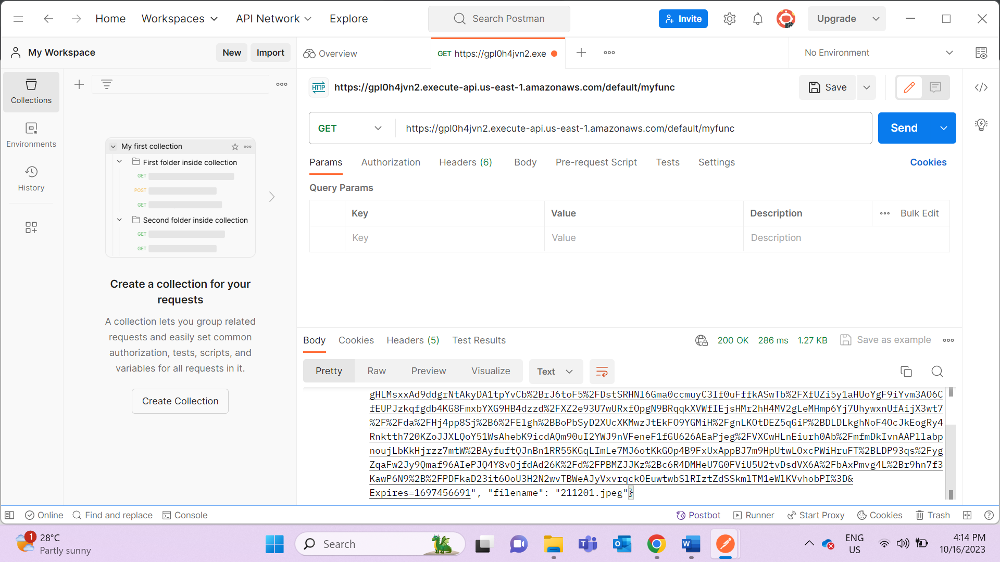 Home
Workspaces
API Network
Explore
Search Postman
Invite
Upgrade
My Workspace
New
Import
Overview
GET https://gpl0h4jvn2.exe
No Environment
Collections
Environments
History
HTTP
https://gpl0h4jvn2.execute-api.us-east-1.amazonaws.com/default/myfunc
Save
GET
https://gpl0h4jvn2.execute-api.us-east-1.amazonaws.com/default/myfunc
Send
My first collection
First folder inside collection
GET
POST
GET
Second folder inside collection
GET
GET
Create a collection for your
requests
A collection lets you group related
requests and easily set common
authorization, tests, scripts, and
variables for all requests in it.
Create Collection
Params
Authorization
Headers (6)
Body
Pre-request Script
Tests
Settings
Cookies
Query Params
Key
Value
Description
Bulk Edit
Key
Value
Description
Body
Cookies
Headers (5)
Test Results
200 OK
286 ms
1.27 KB
Save as example
Pretty
Raw
Preview
Visualize
Text
gHLMsxxAd9ddgrNtAkyDA1tpYvCb%2BrJ6toF5%2FDstSRHNl6Gma0ccmuyC3If0uFffkASwTb%2FXfUZi5y1aHUoYgF9iYvm3AO6C
fEUPJzkqfgdb4KG8FmxbYXG9HB4dzzd%2FXZ2e93U7wURxfOpgN9BRqqkXVWfIEjsHMr2hH4MV2gLeMHmp6Yj7UhywxnUfAijX3wt7
%2F%2Fda%2FHj4pp8Sj%2B6%2FElgh%2BBoPbSyD2XUcXKMwzJtEkFO9YGMiH%2FgnLKOtDEZ5qGiP%2BDLDLkghNoF4OcJkEogRy4
Rnktth720KZoJJXLQoY51WsAhebK9icdAQm90uI2YWJ9nVFeneF1fGU626AEaPjeg%2FVXCwHLnEiurh0Ab%2FmfmDkIvnAAPllabp
noujLbKkHjrzz7mtW%2BAyfuftQJnBn1RR55KGqLImLe7MJ6otKkGOp4B9FxUxAppBJ7m9HpUtwLOxcPWiHruFT%2BLDP93qs%2Fyg
ZqaFw2Jy9Qmaf96AIePJQ4Y8vOjfdAd26K%2Fd%2FPBMZJJKz%2Bc6R4DMHeU7G0FViU5U2tvDsdVX6A%2FbAxPmvg4L%2Br9hn7f3
KawP6N9%2B%2FPDFkaD23it6OoU3H2N2wvTBWeAJyVxvrqckOEuwtwbSlRIztZdSSkmlTM1eWlKVvhobPI%3D&
Expires=1697456691", "filename": "211201.jpeg"}
Online
Find and replace
Console
Postbot
Runner
Start Proxy
Cookies
Trash
1
28°C
Partly sunny
Search
ENG
US
4:14 PM
10/16/2023